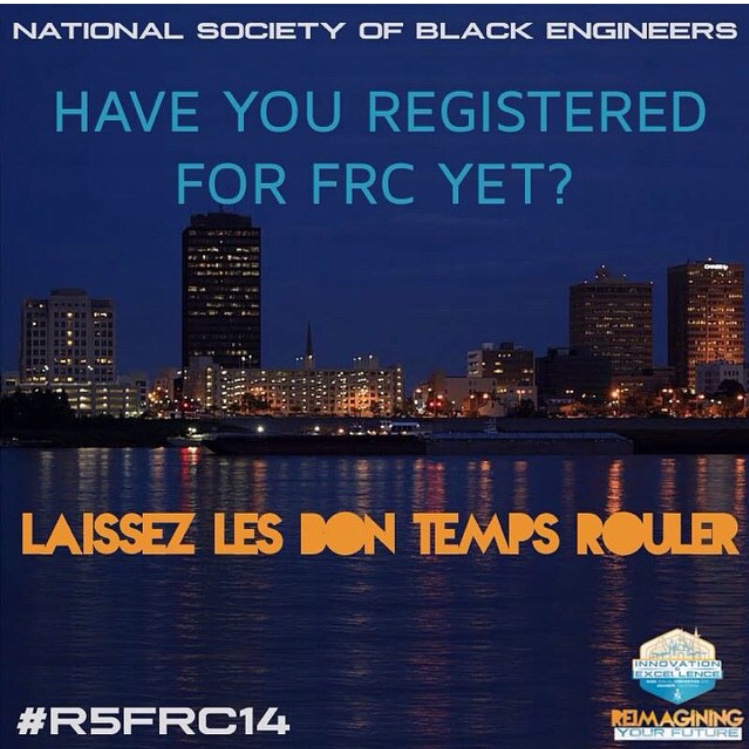 NATIONAL SOCIETY OF BLACK ENGINEERS
HAVE YOU REGISTERED
FOR FRC YET?
LAISSEZ LES BON TEMPS ROULER
INNOVATION
EXCELLENCE
#R5FRC14
REIMAGINING
YOUR FUTURE